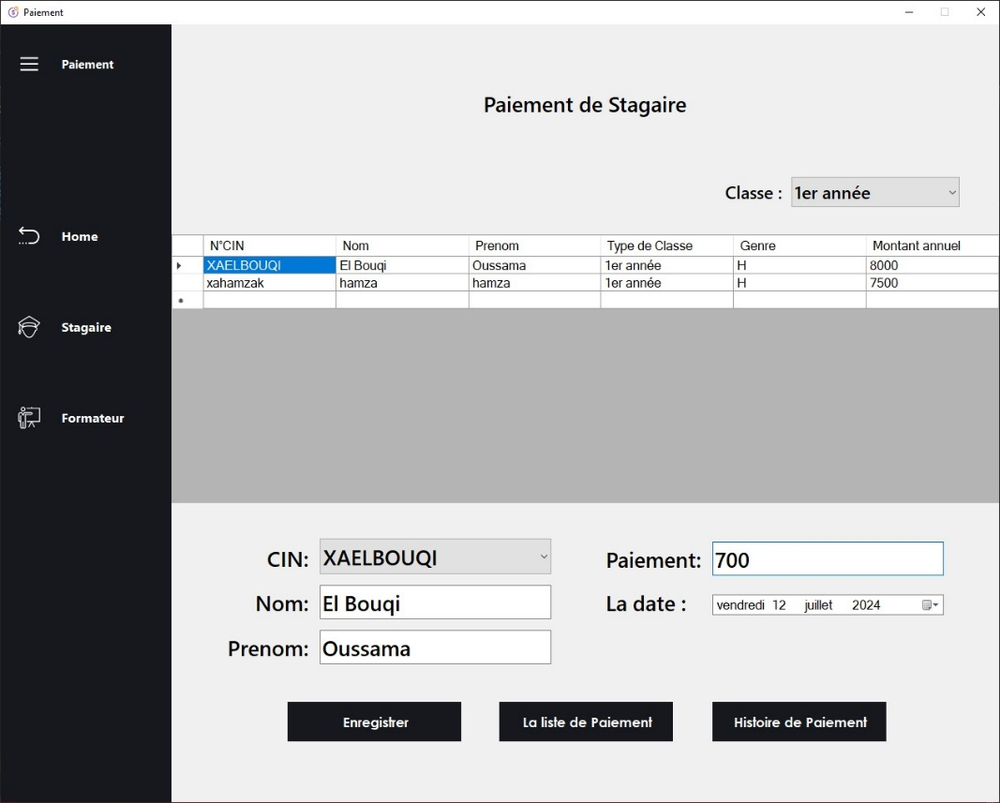 Paiement
Paiement
Paiement de Stagaire
Classe : 1er année
Home
N°CIN Nom Prenom Type de Classe Genre Montant annuel
XAELBOUQI El Bouqi Oussama 1er année H 8000
xahamzak hamza hamza 1er année H 7500
Stagaire
Formateur
CIN: XAELBOUQI Paiement: 700
Nom: El Bouqi La date : vendredi 12 juillet 2024
Prenom: Oussama
Enregistrer La liste de Paiement Histoire de Paiement